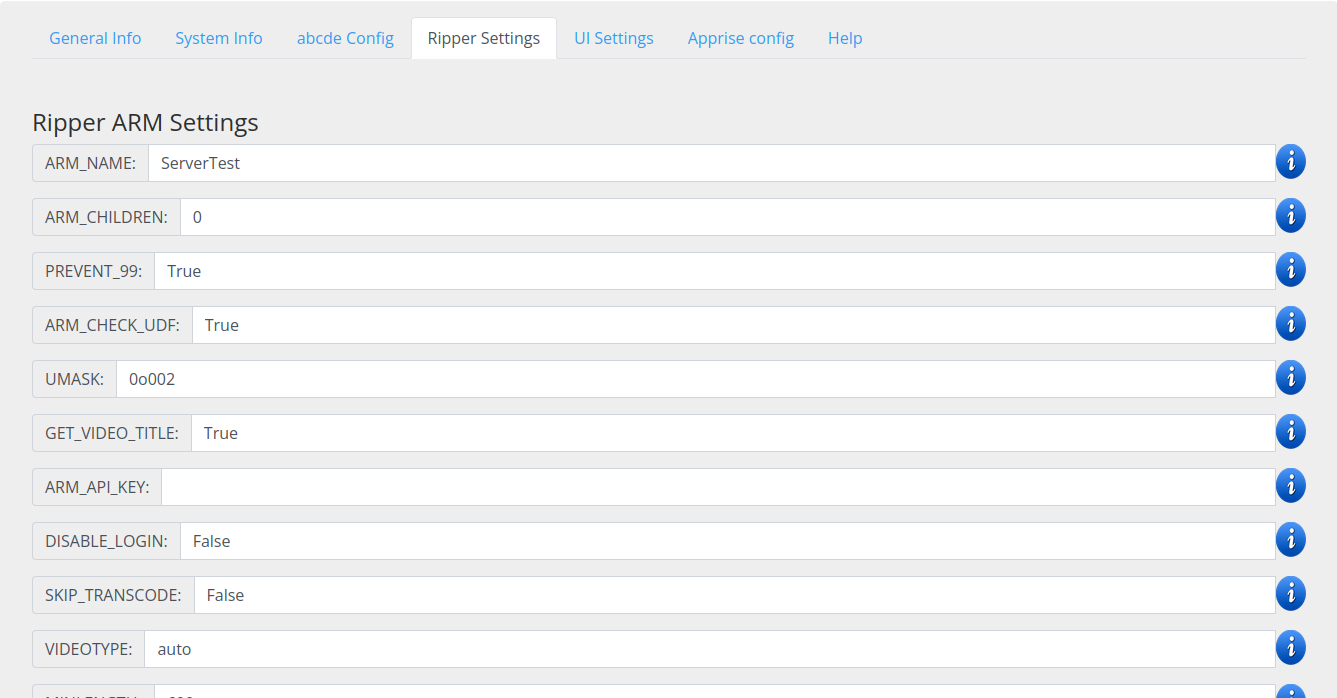 General Info System Info abcde Config Ripper Settings UI Settings Apprise config Help
Ripper ARM Settings
ARM_NAME: ServerTest
ARM_CHILDREN: 0
PREVENT_99: True
ARM_CHECK_UDF: True
UMASK: 0o002
GET_VIDEO_TITLE: True
ARM_API_KEY:
DISABLE_LOGIN: False
SKIP_TRANSCODE: False
VIDEOTYPE: auto